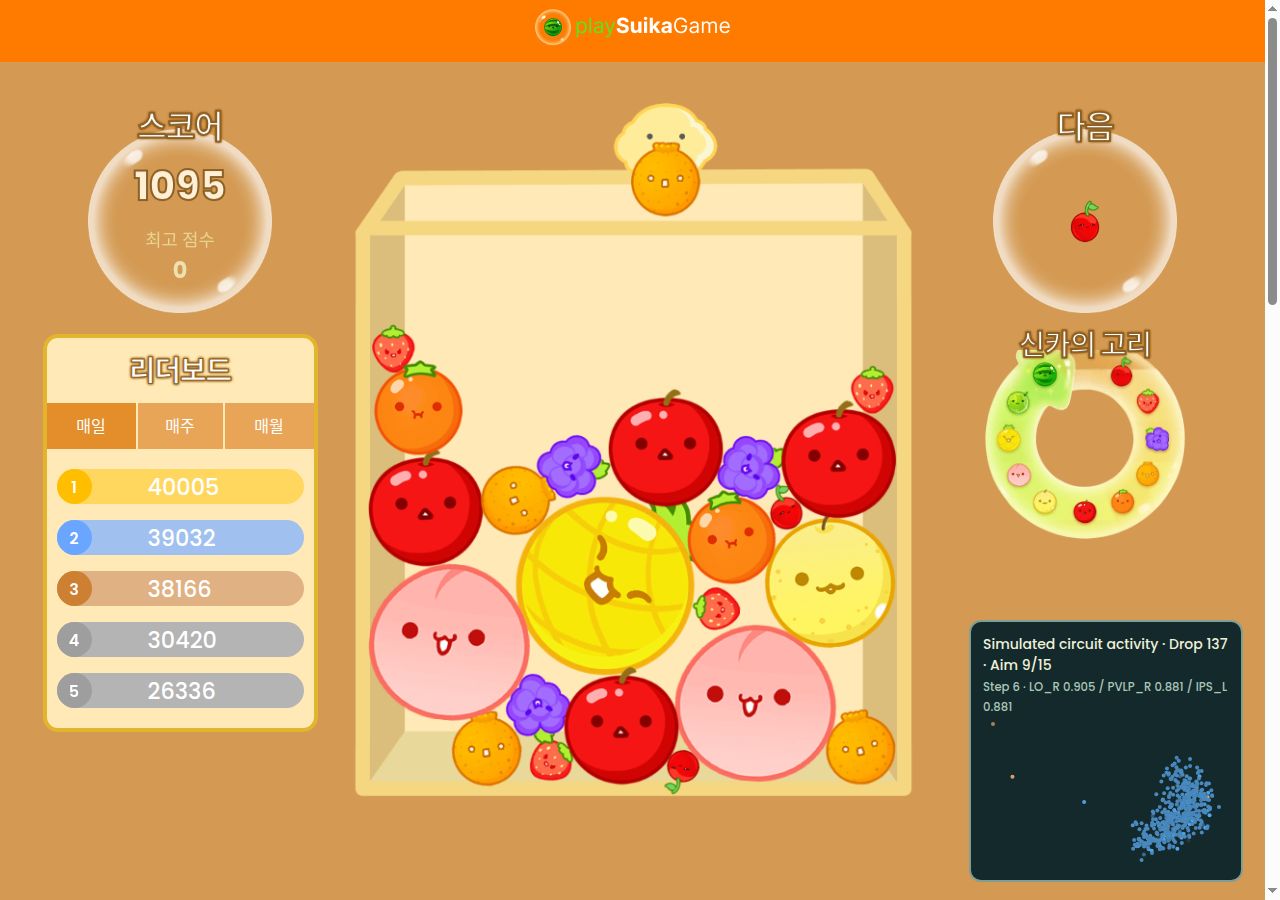 playSuikaGame
스코어
1095
최고 점수
0
다음
리더보드
매일
매주
매월
1 40005
2 39032
3 38166
4 30420
5 26336
신카의 고리
Simulated circuit activity · Drop 137
· Aim 9/15
Step 6 · LO_R 0.905 / PVLP_R 0.881 / IPS_L
0.881